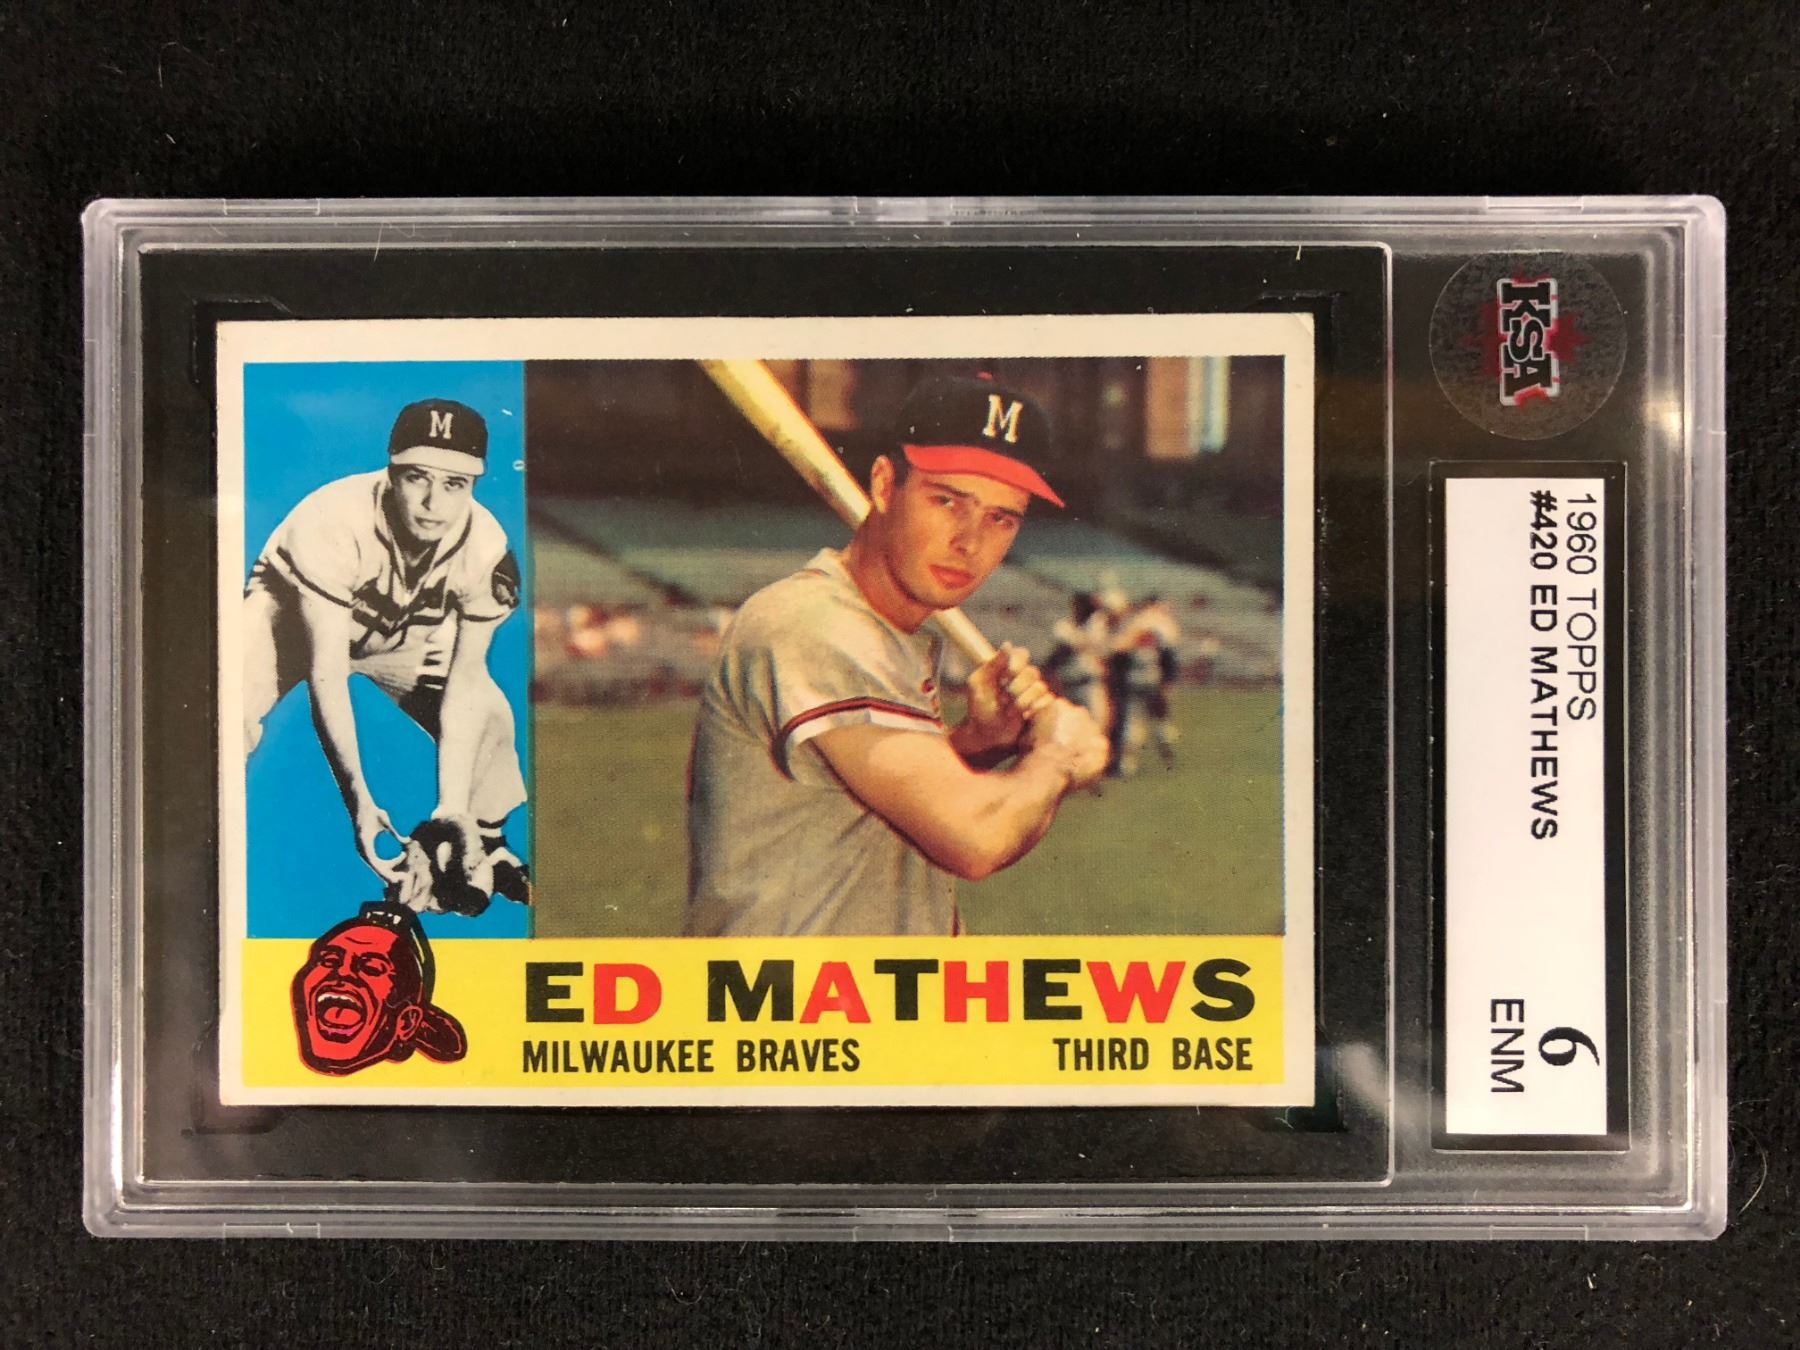 M
M
ED MATHEWS
MILWAUKEE BRAVES THIRD BASE
KSA
1960 TOPPS
#420 ED MATHEWS
6
ENM